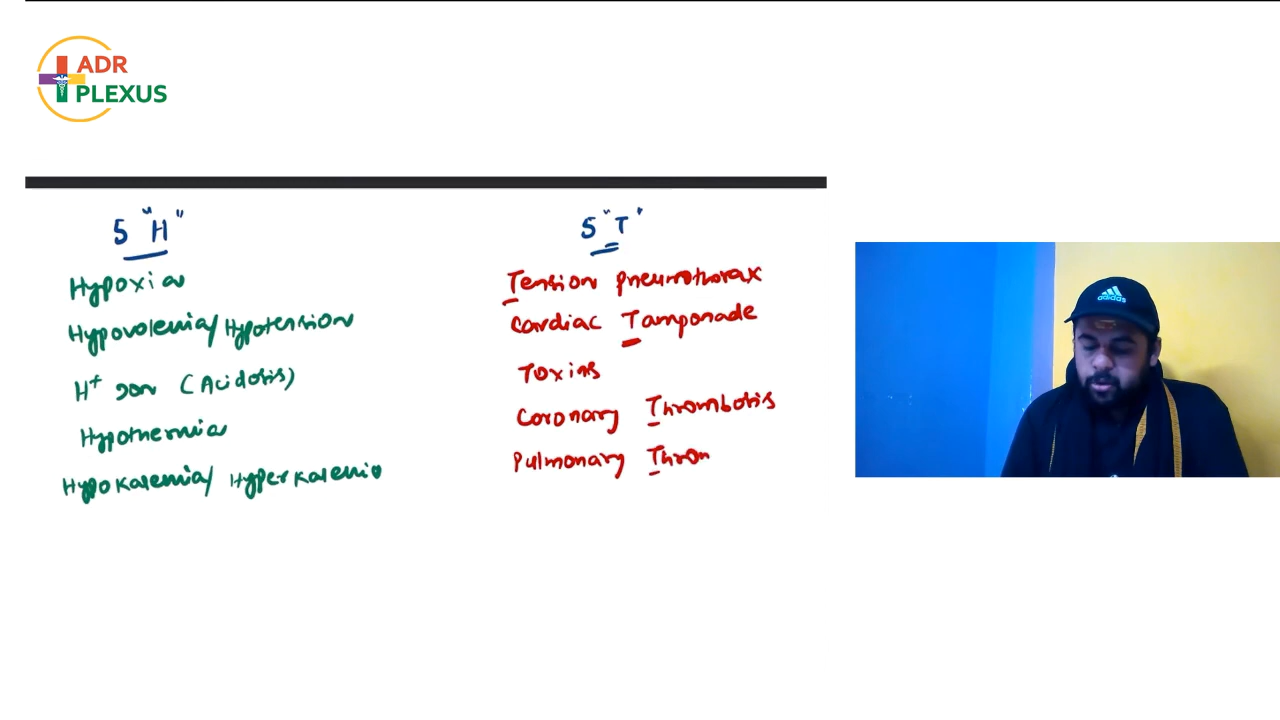 ADR
PLEXUS
5 "H"
Hypoxia
Hypovolemia/Hypotension
H+ ion (Acidosis)
Hypothermia
Hypokalemia/ Hyperkalemia
5 "T"
Tension pneumothorax
Cardiac Tamponade
Toxins
Coronary Thrombosis
Pulmonary Throm
adidas